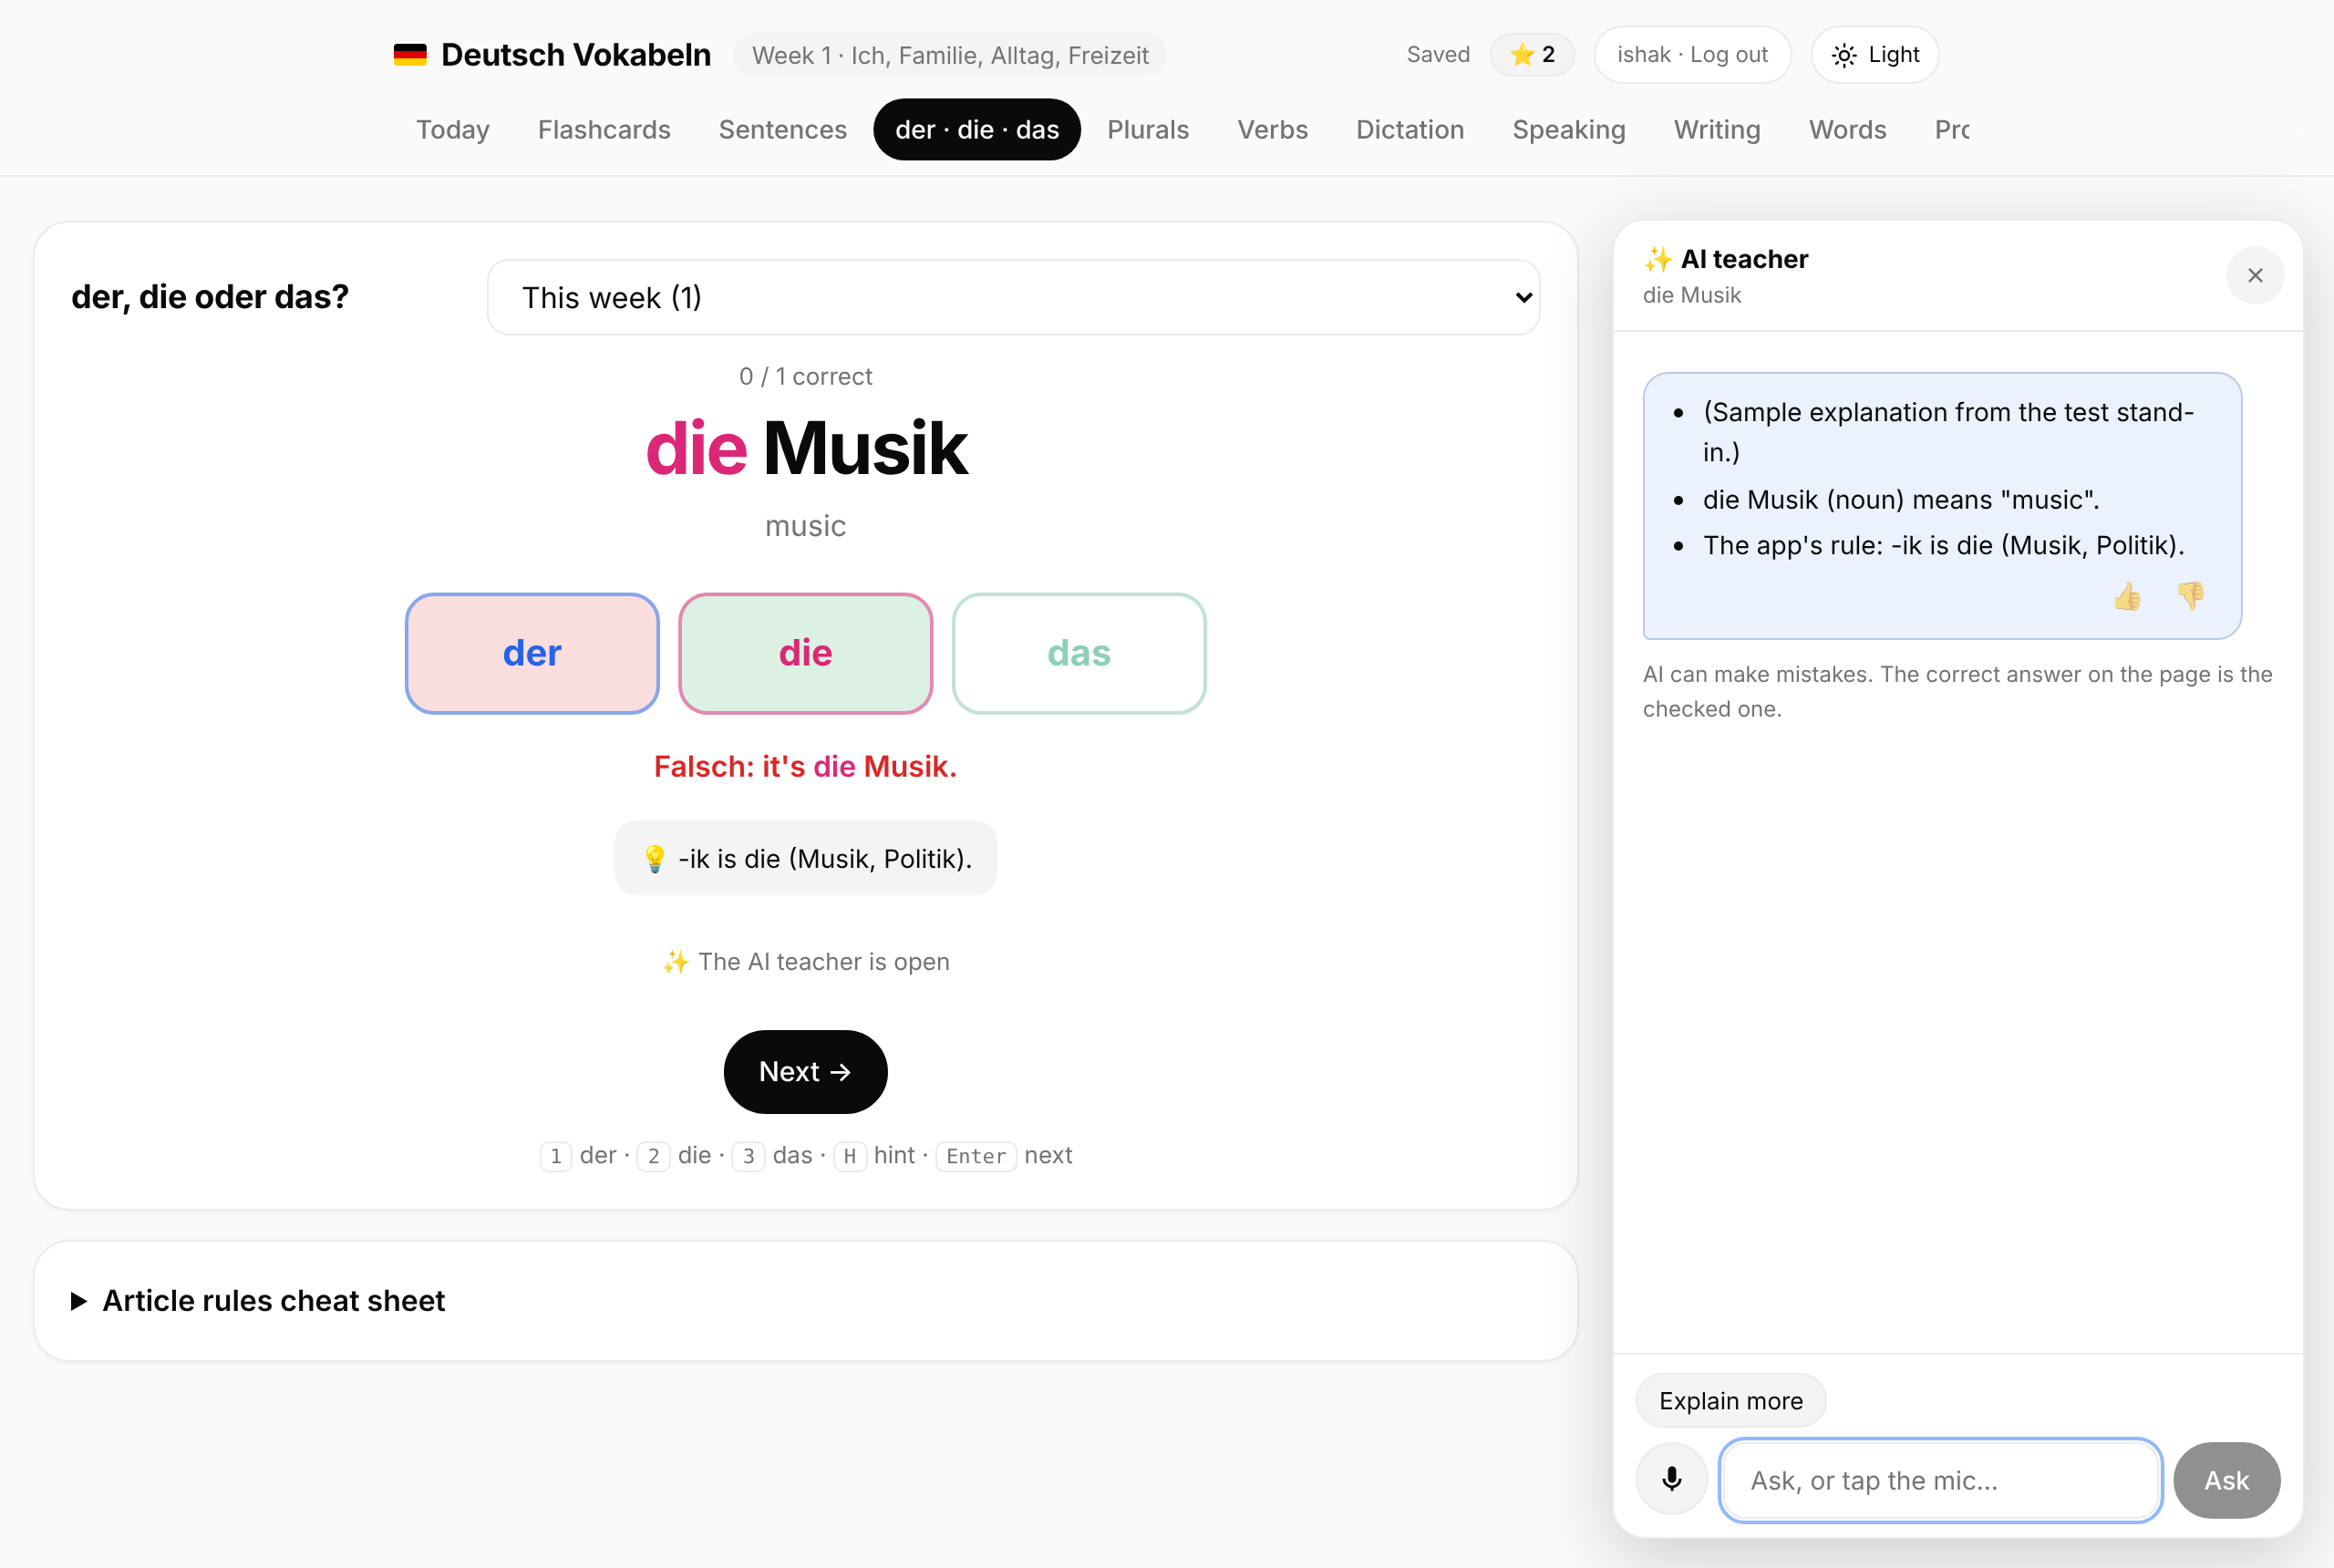 Deutsch Vokabeln
Week 1 · Ich, Familie, Alltag, Freizeit
Saved
⭐ 2
ishak · Log out
Light
Today
Flashcards
Sentences
der · die · das
Plurals
Verbs
Dictation
Speaking
Writing
Words
der, die oder das?
This week (1)
0 / 1 correct
die Musik
music
der
die
das
Falsch: it's die Musik.
💡 -ik is die (Musik, Politik).
✨ The AI teacher is open
Next →
1 der · 2 die · 3 das · H hint · Enter next
Article rules cheat sheet
✨ AI teacher
die Musik
×
• (Sample explanation from the test stand-
in.)
• die Musik (noun) means "music".
• The app's rule: -ik is die (Musik, Politik).
AI can make mistakes. The correct answer on the page is the
checked one.
Explain more
Ask, or tap the mic...
Ask